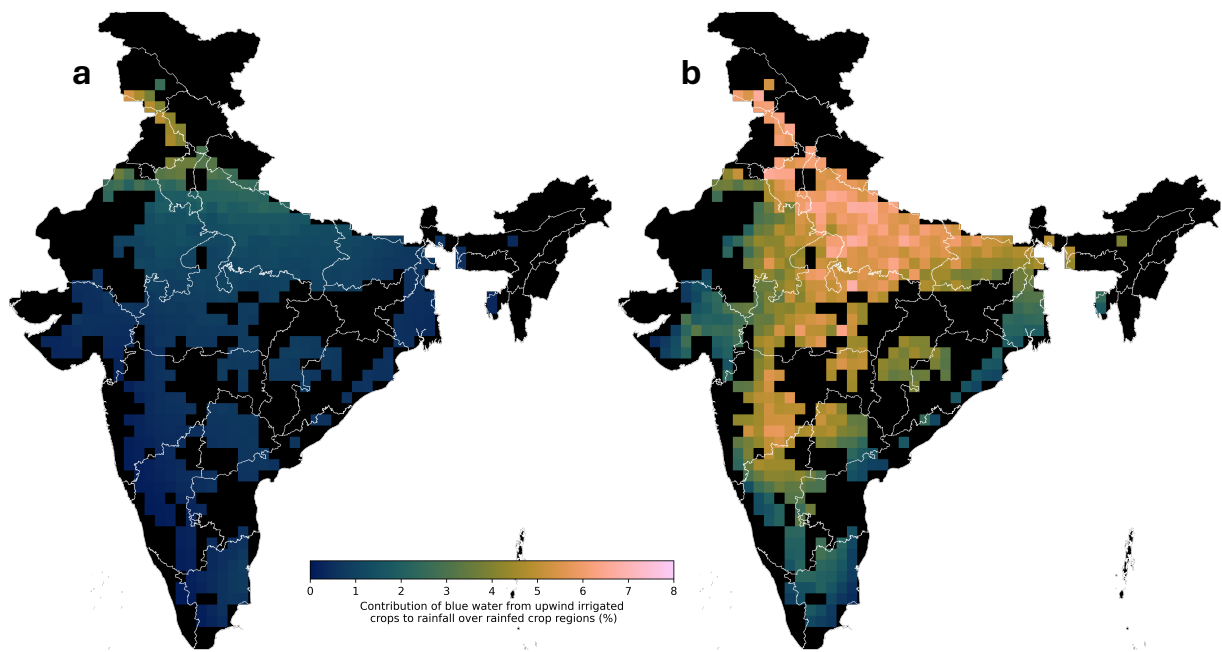 a
b
0 1 2 3 4 5 6 7 8
Contribution of blue water from upwind irrigated
crops to rainfall over rainfed crop regions (%)